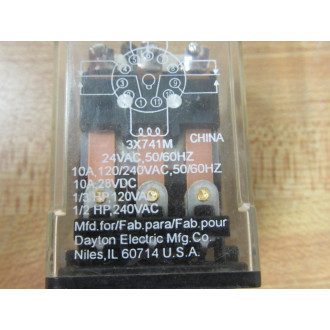 3X741M
CHINA
24VAC,50/60HZ
10A,120/240VAC,50/60HZ
10A,28VDC
1/3 HP,120VAC
1/2 HP,240VAC
Mfd.for/Fab.para/Fab.pour
Dayton Electric Mfg.Co.
Niles,IL 60714 U.S.A.